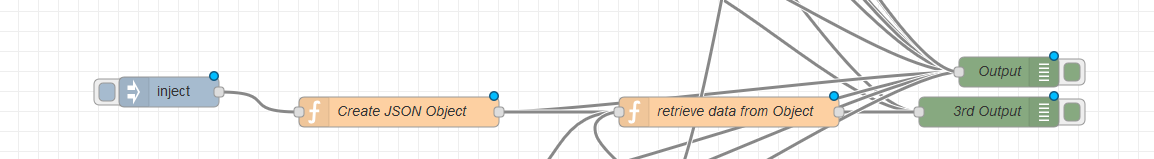 Output
inject
Create JSON Object
retrieve data from Object
3rd Output